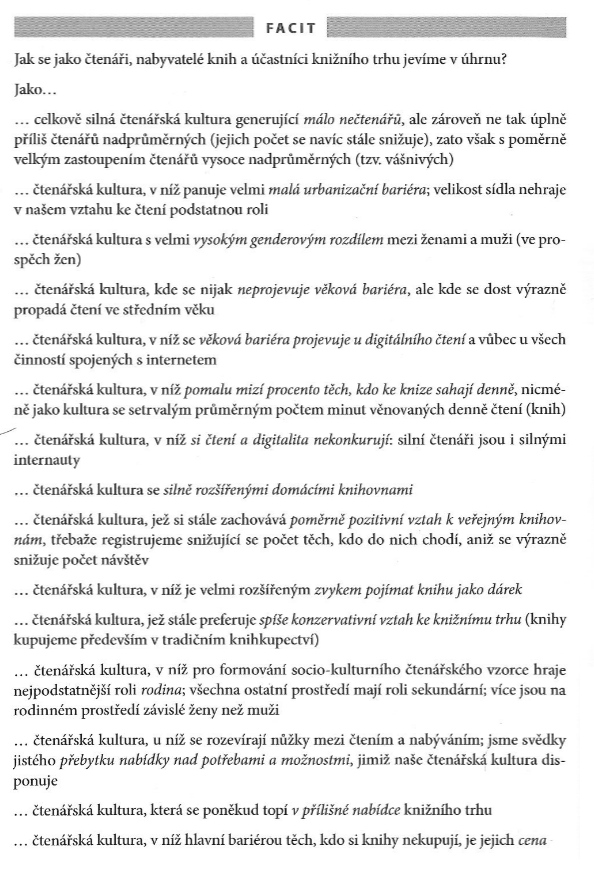 FACIT
Jak se jako čtenáři, nabyvatelé knih a účastníci knižního trhu jevíme v úhrnu?
Jako…
… celkově silná čtenářská kultura generující málo nečtenářů, ale zároveň ne tak úplně
příliš čtenářů nadprůměrných (jejich počet se navíc stále snižuje), zato však s poměrně
velkým zastoupením čtenářů vysoce nadprůměrných (tzv. vášnivých)
… čtenářská kultura, v níž panuje velmi malá urbanizační bariéra; velikost sídla nehraje
v našem vztahu ke čtení podstatnou roli
… čtenářská kultura s velmi vysokým genderovým rozdílem mezi ženami a muži (ve pro-
spěch žen)
… čtenářská kultura, kde se nijak neprojevuje věková bariéra, ale kde se dost výrazně
propadá čtení ve středním věku
… čtenářská kultura, v níž se věková bariéra projevuje u digitálního čtení a vůbec u všech
činností spojených s internetem
… čtenářská kultura, v níž pomalu mizí procento těch, kdo ke knize sahají denně, nicmé-
ně jako kultura se setrvalým průměrným počtem minut věnovaných denně čtení (knih)
… čtenářská kultura, v níž si čtení a digitalita nekonkurují: silní čtenáři jsou i silnými
internauty
… čtenářská kultura se silně rozšířenými domácími knihovnami
… čtenářská kultura, jež si stále zachovává poměrně pozitivní vztah k veřejným knihov-
nám, třebaže registrujeme snižující se počet těch, kdo do nich chodí, aniž se výrazně
snižuje počet návštěv
… čtenářská kultura, v níž je velmi rozšířeným zvykem pojímat knihu jako dárek
… čtenářská kultura, jež stále preferuje spíše konzervativní vztah ke knižnímu trhu (knihy
kupujeme především v tradičním knihkupectví)
… čtenářská kultura, v níž pro formování socio-kulturního čtenářského vzorce hraje
nejpodstatnější roli rodina; všechna ostatní prostředí mají roli sekundární; více jsou na
rodinném prostředí závislé ženy než muži
… čtenářská kultura, u níž se rozevírají nůžky mezi čtením a nabýváním; jsme svědky
jistého přebytku nabídky nad potřebami a možnostmi, jimiž naše čtenářská kultura dis-
ponuje
… čtenářská kultura, která se poněkud topí v přílišné nabídce knižního trhu
… čtenářská kultura, v níž hlavní bariérou těch, kdo si knihy nekupují, je jejich cena